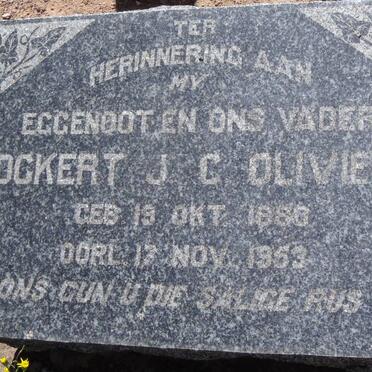 TER
HERINNERING AAN
MY
EGGENOOT EN ONS VADER
OCKERT J C OLIVIE
GEB 19 OKT 1886
OORL 17 NOV. 1953
ONS GUN U DIE SALIGE RUS